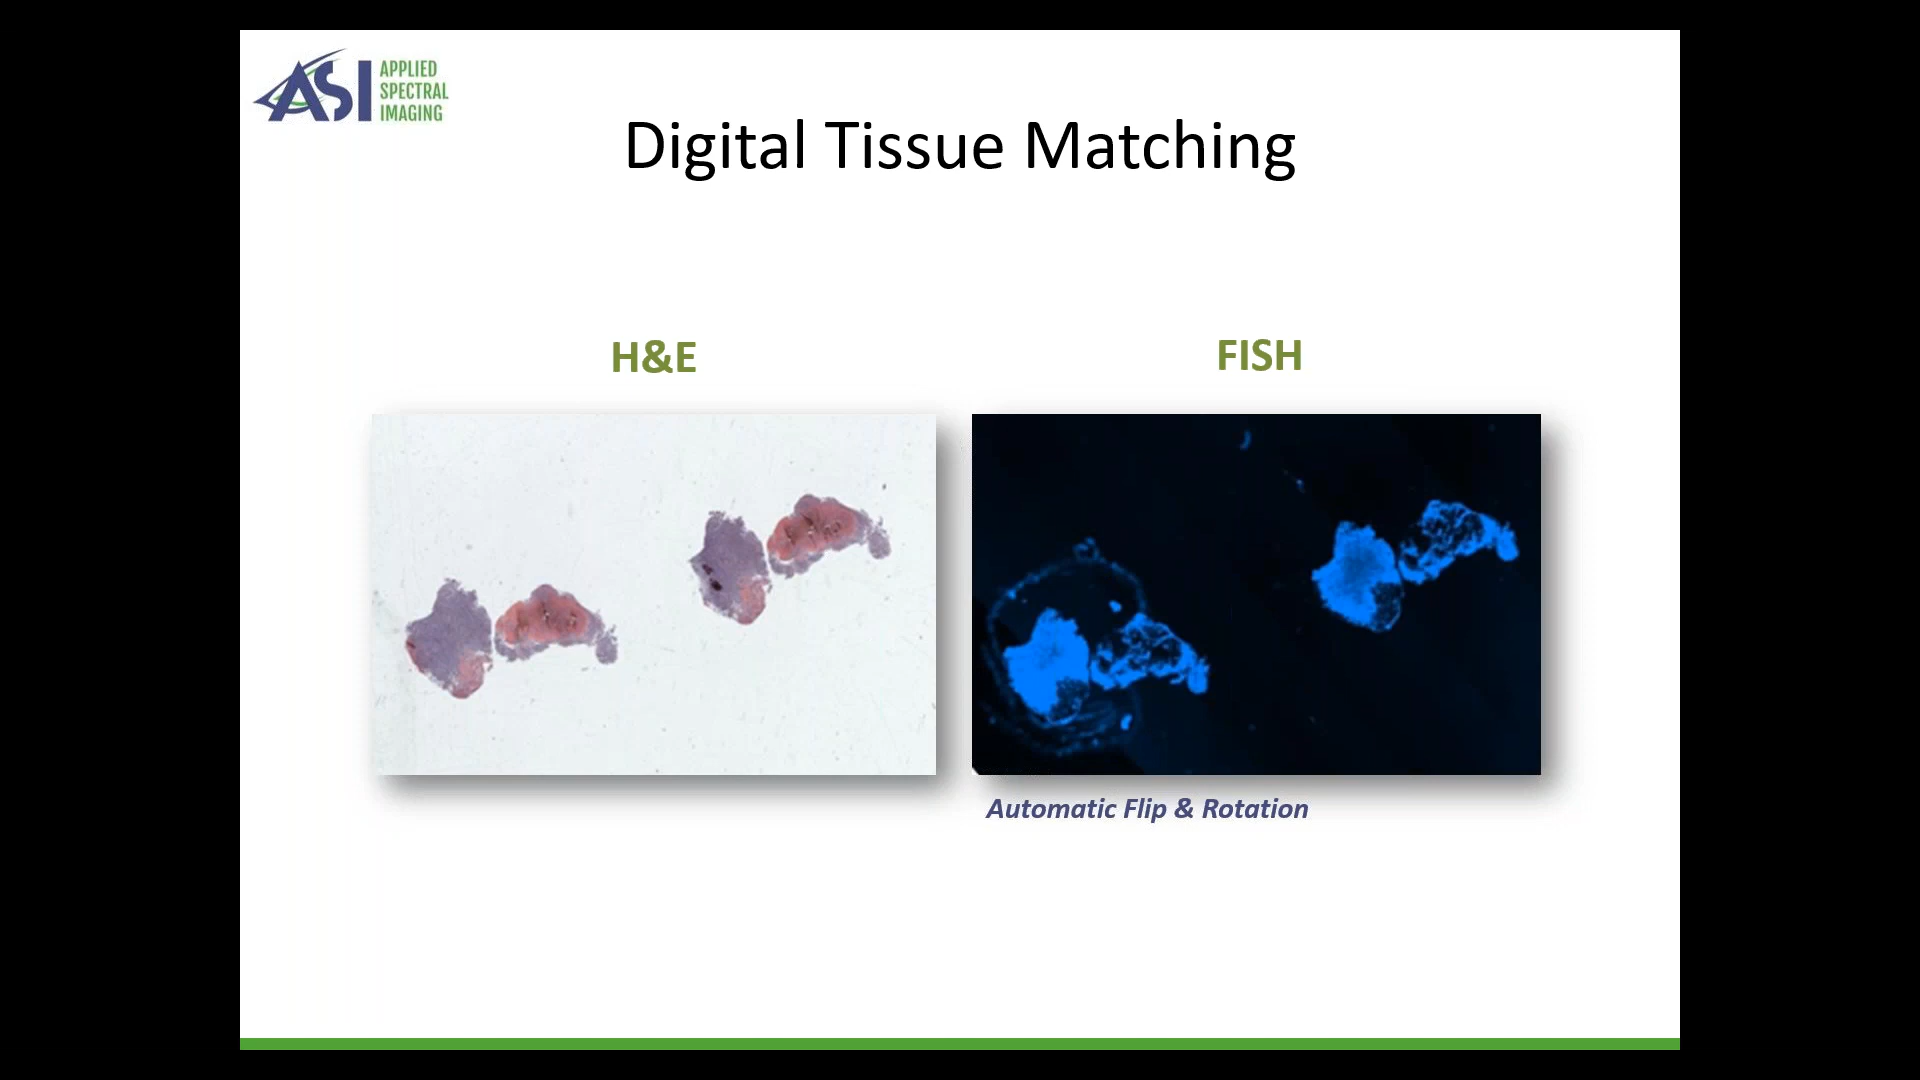 ASI
APPLIED
SPECTRAL
IMAGING
Digital Tissue Matching
H&E
FISH
Automatic Flip & Rotation